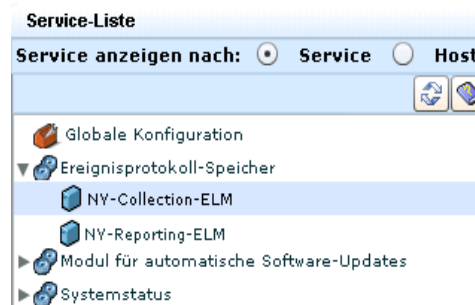 Service-Liste
Service anzeigen nach: Service Host
Globale Konfiguration
Ereignisprotokoll-Speicher
NY-Collection-ELM
NY-Reporting-ELM
Modul für automatische Software-Updates
Systemstatus